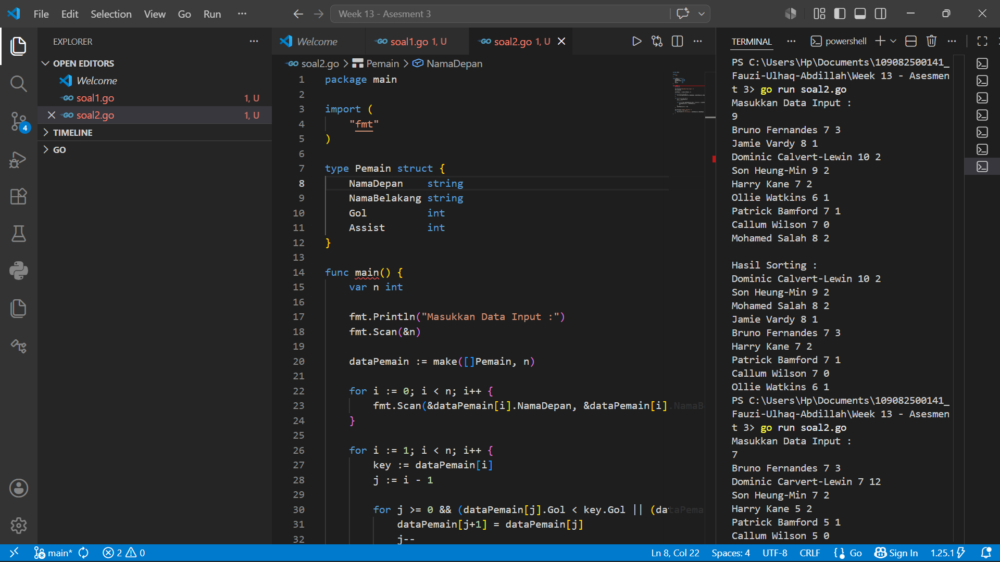 File Edit Selection View Go Run ···
Week 13 - Asesment 3
EXPLORER
OPEN EDITORS
Welcome
soal1.go 1, U
soal2.go 1, U
TIMELINE
GO
4
Welcome
soal1.go 1, U
soal2.go 1, U
soal2.go > Pemain > NamaDepan
1 package main
2
3 import (
4 "fmt"
5 )
6
7 type Pemain struct {
8 NamaDepan string
9 NamaBelakang string
10 Gol int
11 Assist int
12 }
13
14 func main() {
15 var n int
16
17 fmt.Println("Masukkan Data Input :")
18 fmt.Scan(&n)
19
20 dataPemain := make([]Pemain, n)
21
22 for i := 0; i < n; i++ {
23 fmt.Scan(&dataPemain[i].NamaDepan, &dataPemain[i].NamaB
24 }
25
26 for i := 1; i < n; i++ {
27 key := dataPemain[i]
28 j := i - 1
29
30 for j >= 0 && (dataPemain[j].Gol < key.Gol || (dataPema
31 dataPemain[j+1] = dataPemain[j]
32 j--
TERMINAL
powershell
PS C:\Users\Hp\Documents\109082500141_
Fauzi-Ulhaq-Abdillah\Week 13 - Asesmen
t 3> go run soal2.go
Masukkan Data Input :
9
Bruno Fernandes 7 3
Jamie Vardy 8 1
Dominic Calvert-Lewin 10 2
Son Heung-Min 9 2
Harry Kane 7 2
Ollie Watkins 6 1
Patrick Bamford 7 1
Callum Wilson 7 0
Mohamed Salah 8 2

Hasil Sorting :
Dominic Calvert-Lewin 10 2
Son Heung-Min 9 2
Mohamed Salah 8 2
Jamie Vardy 8 1
Bruno Fernandes 7 3
Harry Kane 7 2
Patrick Bamford 7 1
Callum Wilson 7 0
Ollie Watkins 6 1
PS C:\Users\Hp\Documents\109082500141_
Fauzi-Ulhaq-Abdillah\Week 13 - Asesmen
t 3> go run soal2.go
Masukkan Data Input :
7
Bruno Fernandes 7 3
Dominic Carvert-Lewin 7 12
Son Heung-Min 7 2
Harry Kane 5 2
Patrick Bamford 5 1
Callum Wilson 5 0
main* 2 0
Ln 8, Col 22 Spaces: 4 UTF-8 CRLF {} Go Sign In 1.25.1